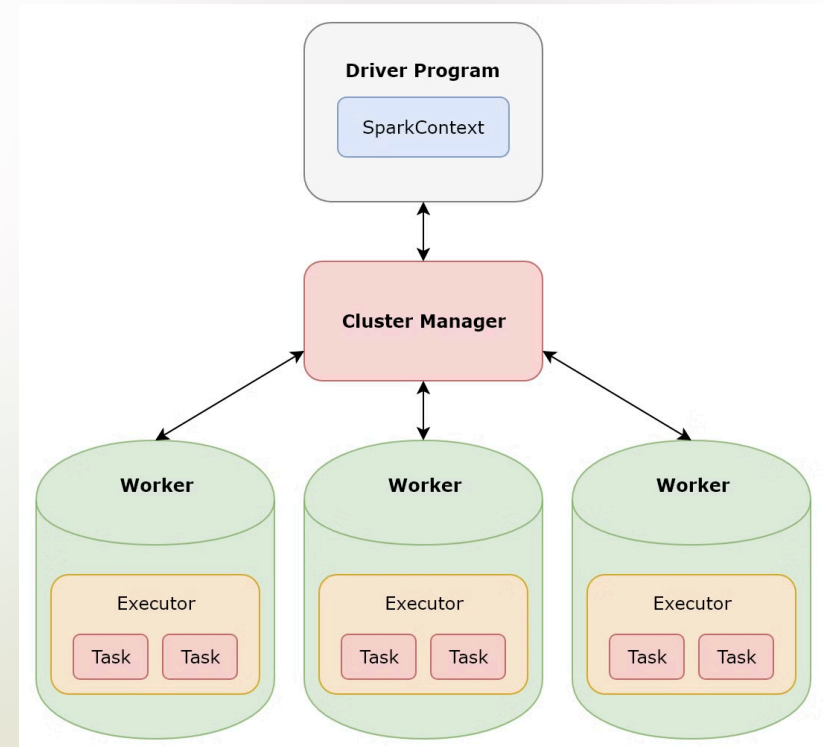 Driver Program
SparkContext
Cluster Manager
Worker
Worker
Worker
Executor
Executor
Executor
Task
Task
Task
Task
Task
Task